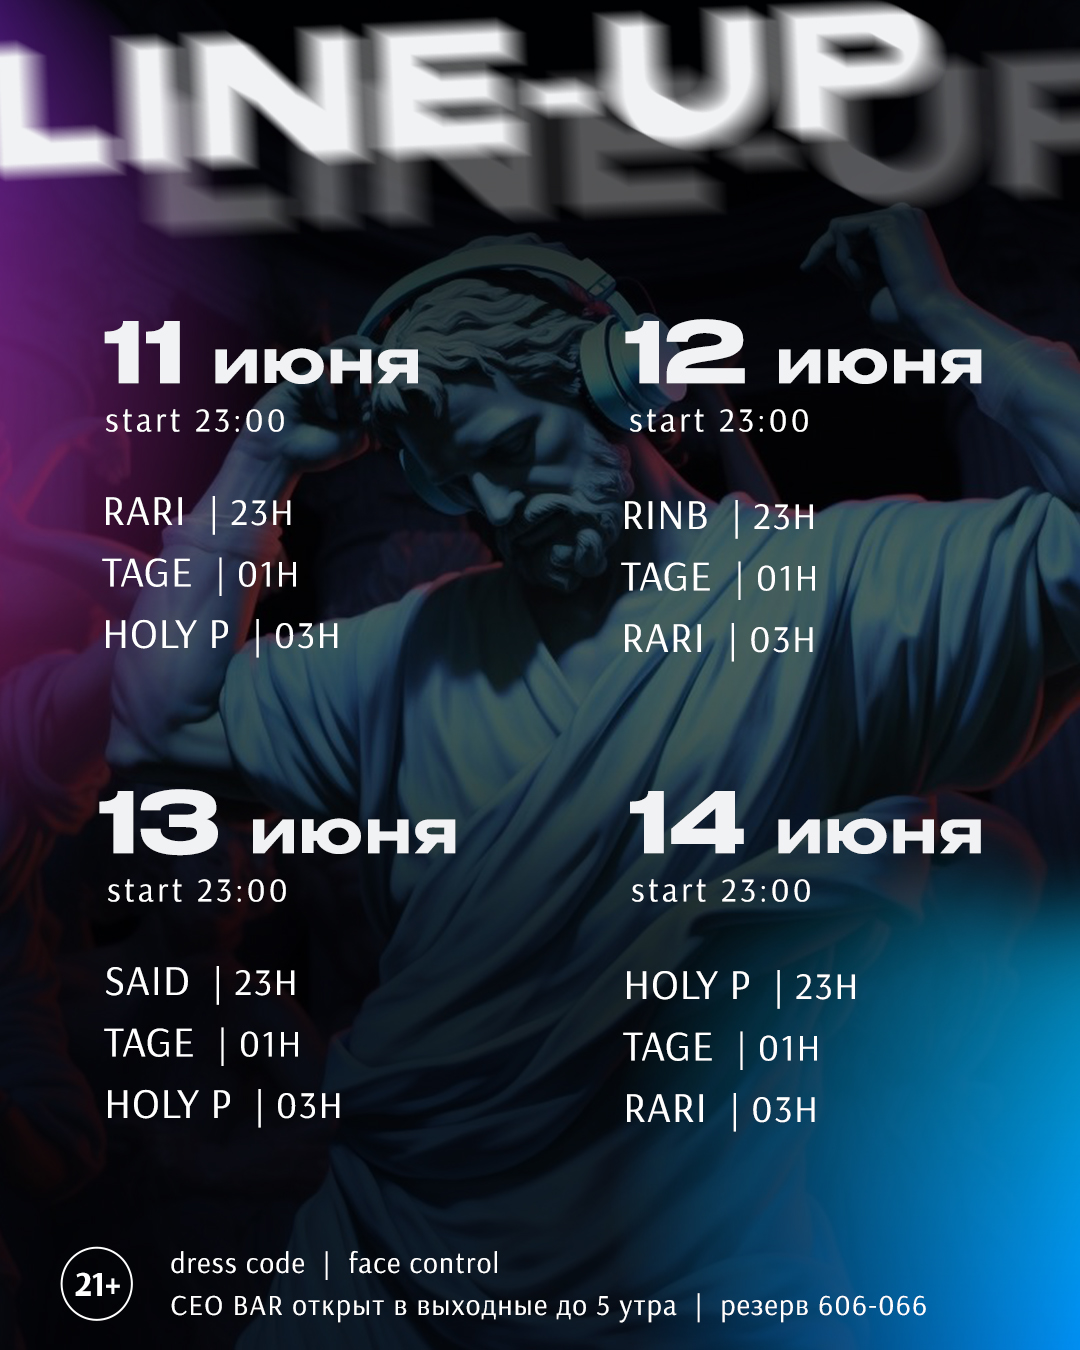 LINE-UP
LINE-UP
11 июня
start 23:00
RARI | 23H
TAGE | 01H
HOLY P | 03H
12 июня
start 23:00
RINB | 23H
TAGE | 01H
RARI | 03H
13 июня
start 23:00
SAID | 23H
TAGE | 01H
HOLY P | 03H
14 июня
start 23:00
HOLY P | 23H
TAGE | 01H
RARI | 03H
21+
dress code | face control
CEO BAR открыт в выходные до 5 утра | резерв 606-066